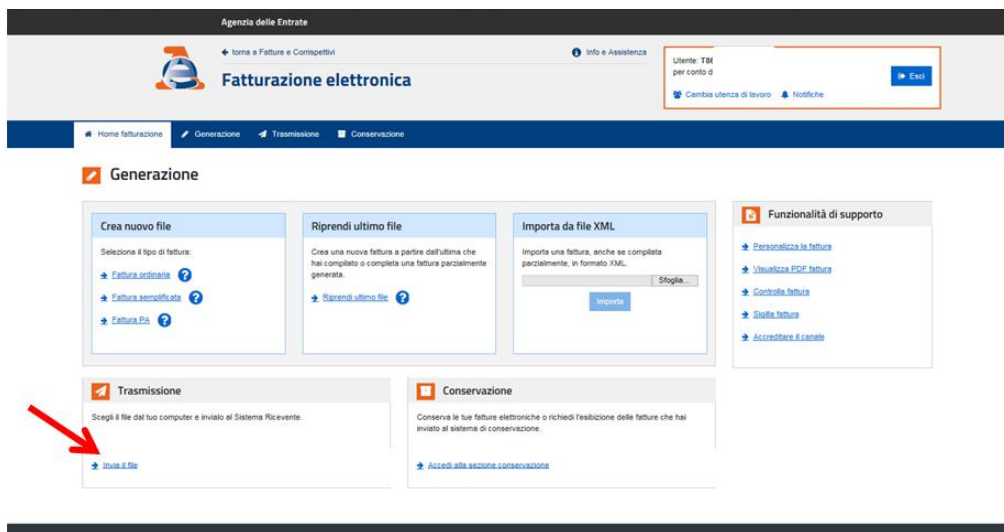 Agenzia delle Entrate
torna a Fatture e Corrispettivi
Info e Assistenza
Fatturazione elettronica
Utente: T86
per conto d
Esci
Cambia utenza di lavoro
Notifiche
Home fatturazione
Generazione
Trasmissione
Conservazione
Generazione
Crea nuovo file
Seleziona il tipo di fattura:
Fattura ordinaria ?
Fattura semplificata ?
Fattura PA ?
Riprendi ultimo file
Crea una nuova fattura a partire dall'ultima che
hai compilato o completa una fattura parzialmente
generata.
Riprendi ultimo file ?
Importa da file XML
Importa una fattura, anche se compilata
parzialmente, in formato XML.
Sfoglia...
Importa
Funzionalità di supporto
Personalizza la fattura
Visualizza PDF fattura
Controlla fattura
Sigilla fattura
Accreditare il canale
Trasmissione
Scegli il file dal tuo computer e invialo al Sistema Ricevente.
Invia il file
Conservazione
Conserva le tue fatture elettroniche o richiedi l'esibizione delle fatture che hai
inviato al sistema di conservazione.
Accedi alla sezione conservazione